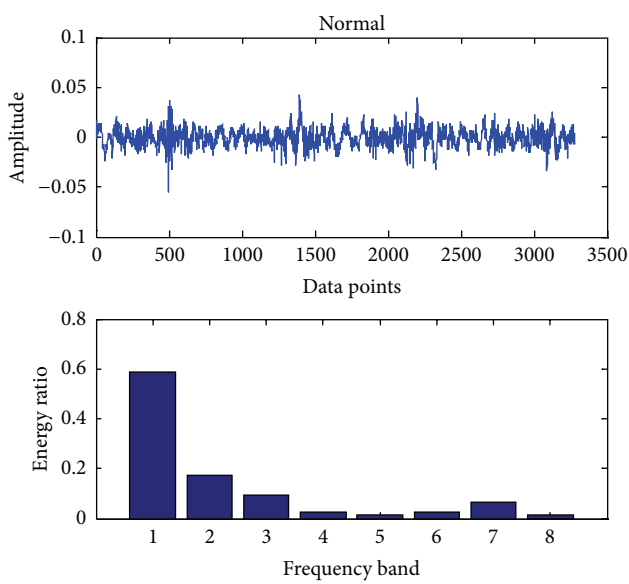 Normal
0.1
0.05
0
−0.05
−0.1
Amplitude
0 500 1000 1500 2000 2500 3000 3500
Data points
0.8
0.6
0.4
0.2
0
Energy ratio
1 2 3 4 5 6 7 8
Frequency band